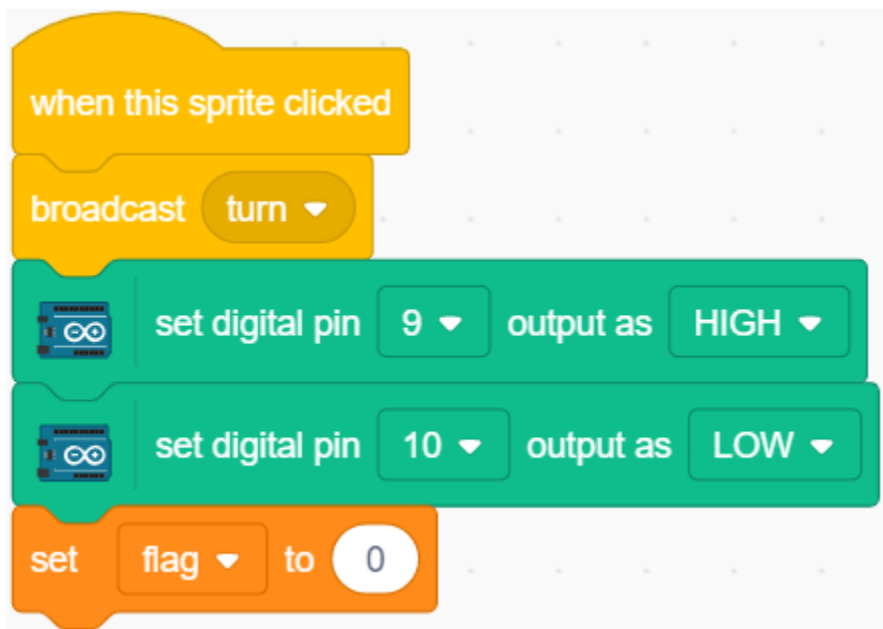 when this sprite clicked
broadcast turn
set digital pin 9 output as HIGH
set digital pin 10 output as LOW
set flag to 0